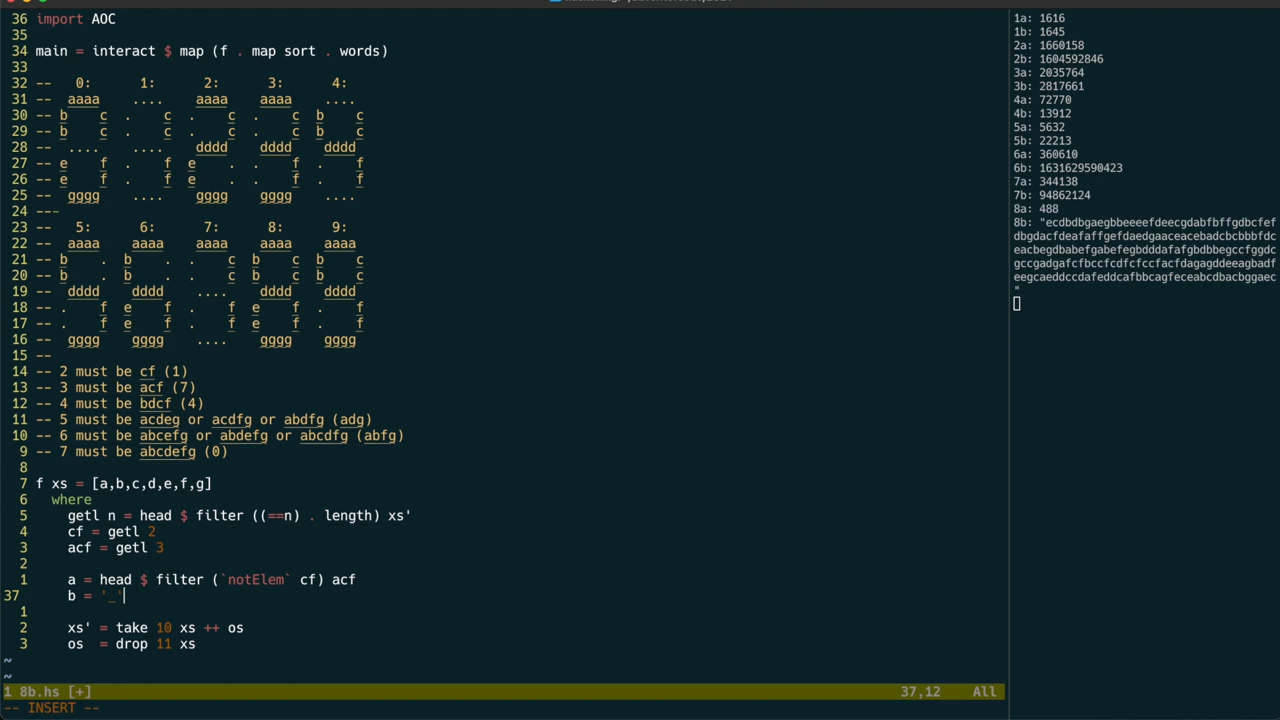 36 import AOC
35
34 main = interact $ map (f . map sort . words)
33
32 --   0:      1:      2:      3:      4:
31 --  aaaa    ....    aaaa    aaaa    ....
30 -- b    c  .    c  .    c  .    c  b    c
29 -- b    c  .    c  .    c  .    c  b    c
28 --  ....    ....    dddd    dddd    dddd
27 -- e    f  .    f  e    .  .    f  .    f
26 -- e    f  .    f  e    .  .    f  .    f
25 --  gggg    ....    gggg    gggg    ....
24 ---
23 --   5:      6:      7:      8:      9:
22 --  aaaa    aaaa    aaaa    aaaa    aaaa
21 -- b    .  b    .  .    c  b    c  b    c
20 -- b    .  b    .  .    c  b    c  b    c
19 --  dddd    dddd    ....    dddd    dddd
18 -- .    f  e    f  .    f  e    f  .    f
17 -- .    f  e    f  .    f  e    f  .    f
16 --  gggg    gggg    ....    gggg    gggg
15 --
14 -- 2 must be cf (1)
13 -- 3 must be acf (7)
12 -- 4 must be bdcf (4)
11 -- 5 must be acdeg or acdfg or abdfg (adg)
10 -- 6 must be abcefg or abdefg or abcdfg (abfg)
9 -- 7 must be abcdefg (0)
8
7 f xs = [a,b,c,d,e,f,g]
6   where
5     getl n = head $ filter ((==n) . length) xs'
4     cf = getl 2
3     acf = getl 3
2
1     a = head $ filter (`notElem` cf) acf
37     b = '_'
1
2     xs' = take 10 xs ++ os
3     os  = drop 11 xs
~
~
1 8b.hs [+] 37,12 All
-- INSERT --
1a: 1616
1b: 1645
2a: 1660158
2b: 1604592846
3a: 2035764
3b: 2817661
4a: 72770
4b: 13912
5a: 5632
5b: 22213
6a: 360610
6b: 1631629590423
7a: 344138
7b: 94862124
8a: 488
8b: "ecdbdbgaegbbeeeefdeecgdabfbffgdbcfef
dbgdacfdeafaffgefdaedgaaceacebadcbcbbbfdc
eacbegdbabefgabefegbdddafafgbdbbegccfggdc
gccgadgafcfbccfcdfcfccfacfdagagddeeagbadf
eegcaeddccdafeddcafbbcagfeceabcdbacbggaec
"